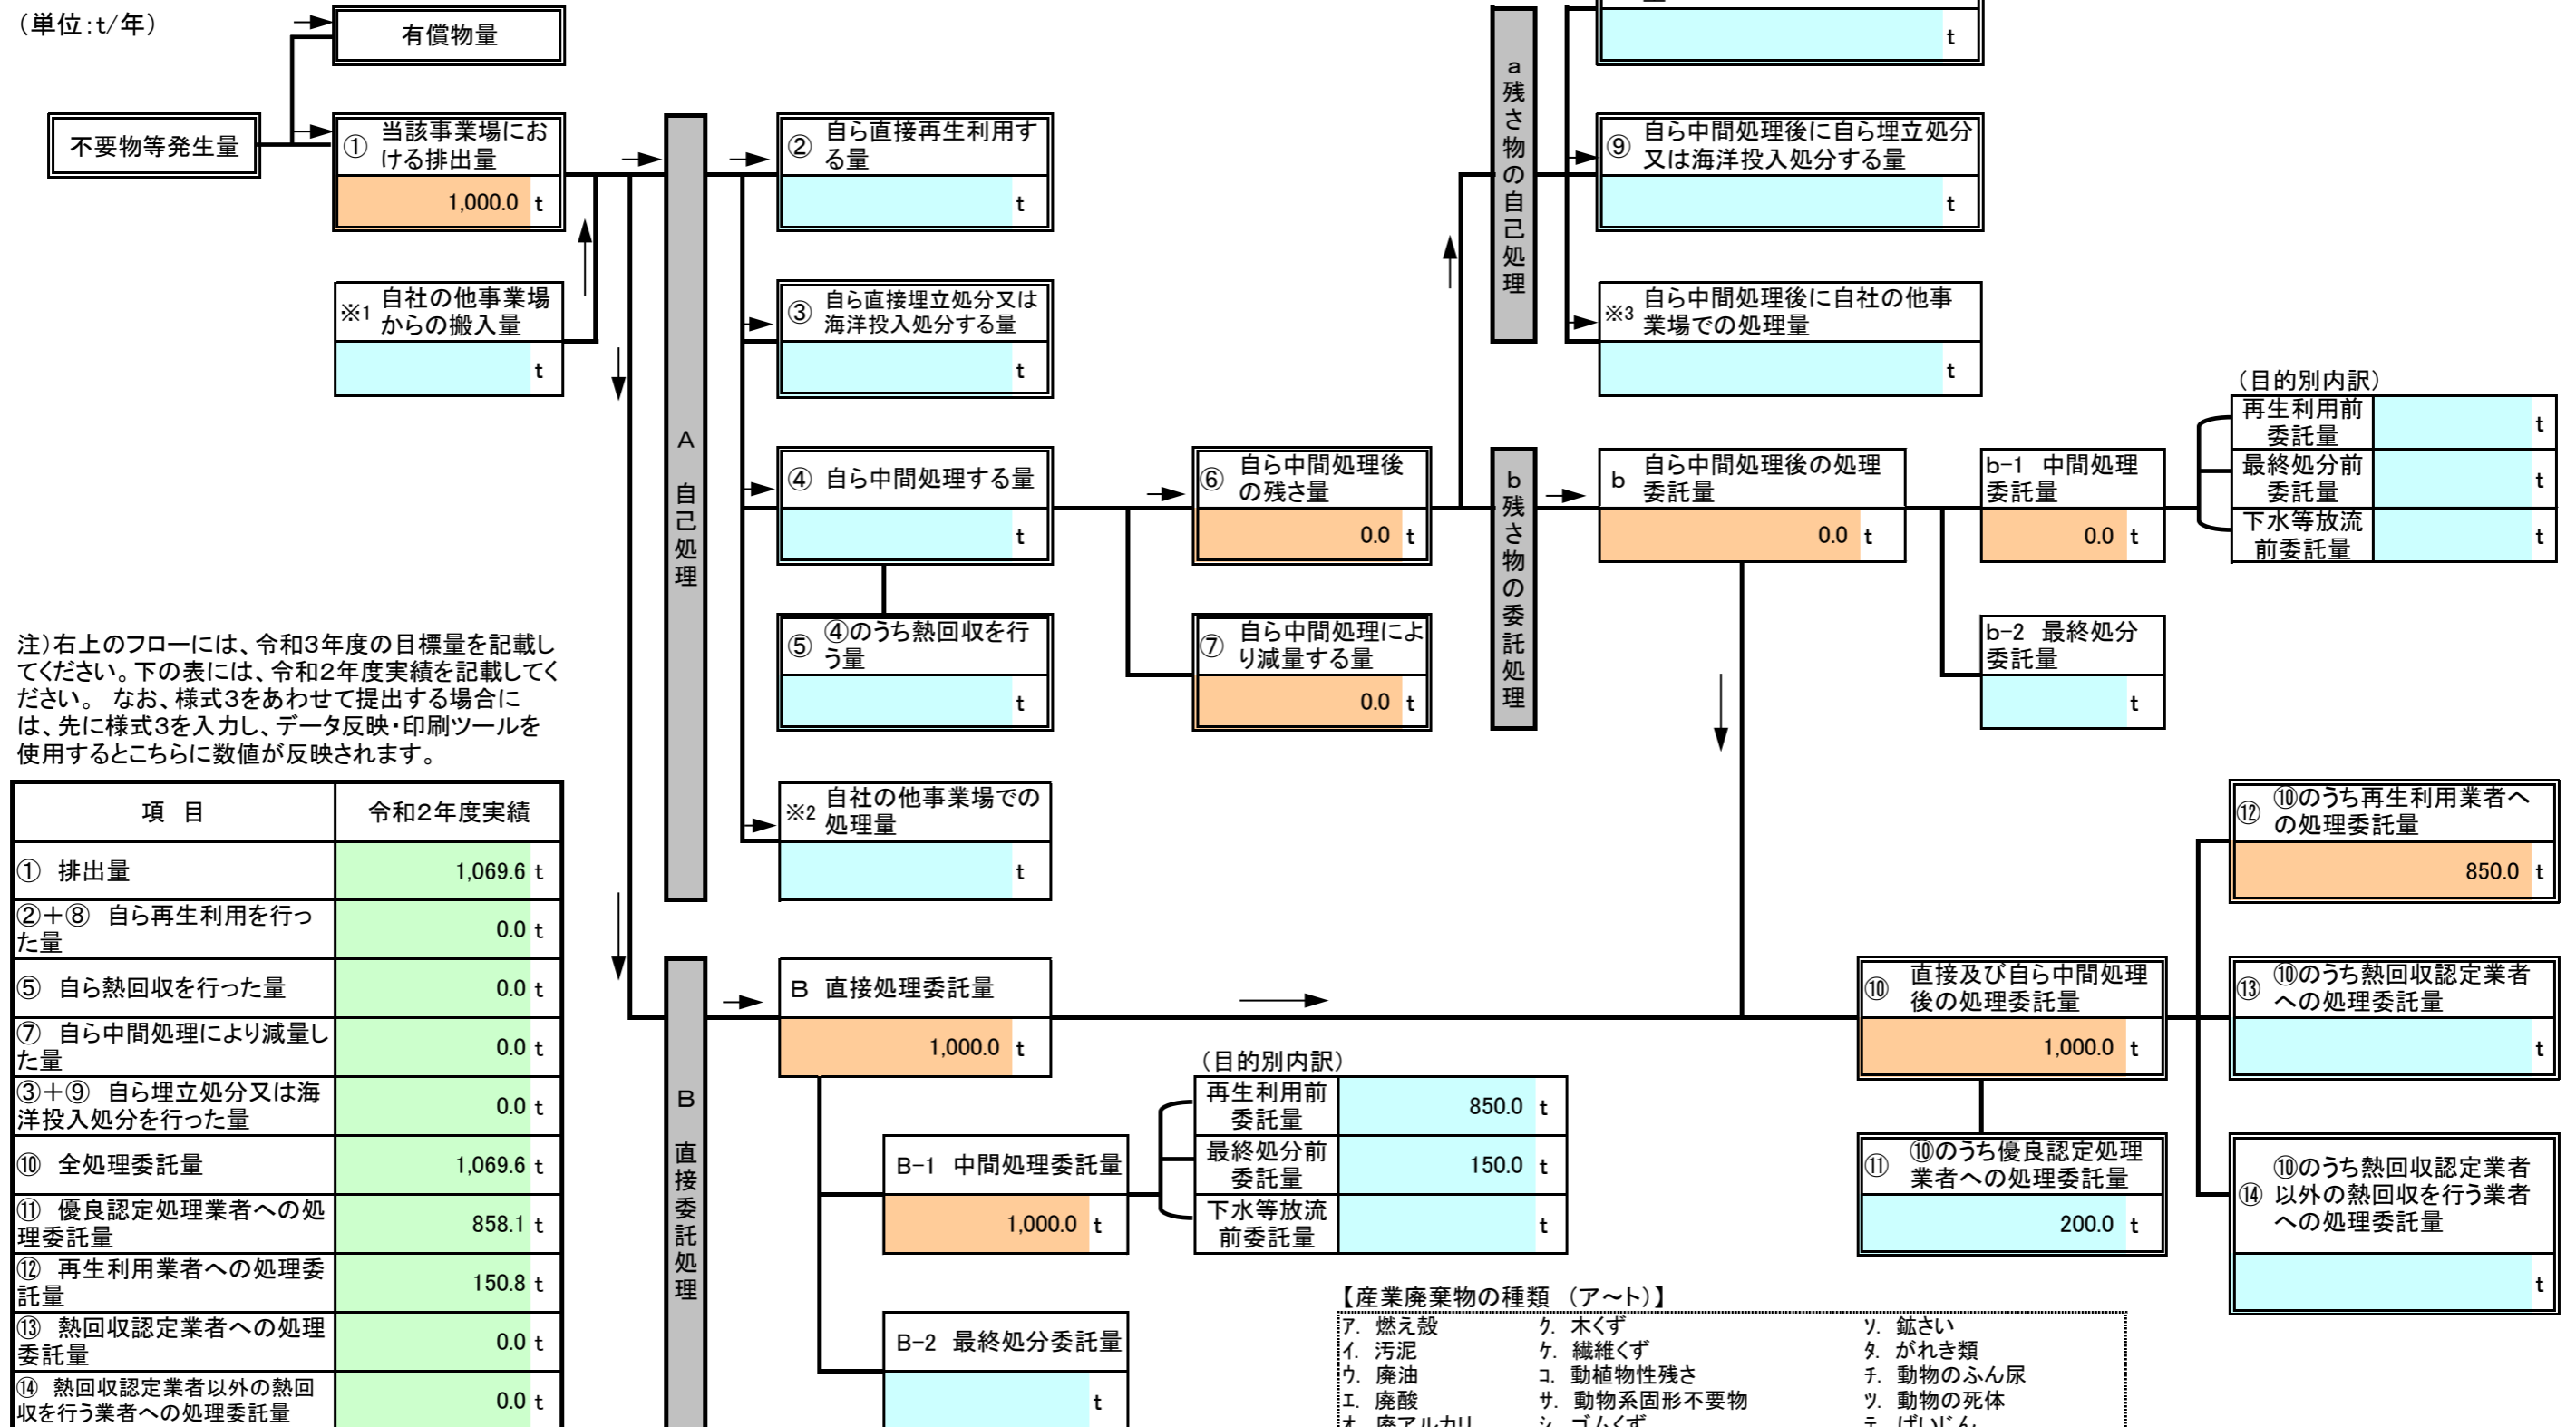 （単位：t/年）
有償物量
不要物等発生量
① 当該事業場にお
ける排出量
1,000.0 t
※1 自社の他事業場
からの搬入量
t
A 自己処理
② 自ら直接再生利用す
る量
t
③ 自ら直接埋立処分又は
海洋投入処分する量
t
④ 自ら中間処理する量
t
⑤ ④のうち熱回収を行
う量
t
※2 自社の他事業場での
処理量
t
⑥ 自ら中間処理後
の残さ量
0.0 t
⑦ 自ら中間処理によ
り減量する量
0.0 t
a残さ物の自己処理
t
⑨ 自ら中間処理後に自ら埋立処分
又は海洋投入処分する量
t
※3 自ら中間処理後に自社の他事
業場での処理量
t
b残さ物の委託処理
b 自ら中間処理後の処理
委託量
0.0 t
b-1 中間処理
委託量
0.0 t
（目的別内訳）
再生利用前
委託量
t
最終処分前
委託量
t
下水等放流
前委託量
t
b-2 最終処分
委託量
t
注）右上のフローには、令和３年度の目標量を記載し
てください。下の表には、令和２年度実績を記載してく
ださい。 なお、様式３をあわせて提出する場合に
は、先に様式３を入力し、データ反映・印刷ツールを
使用するとこちらに数値が反映されます。
項 目 令和２年度実績
① 排出量 1,069.6 t
②＋⑧ 自ら再生利用を行っ
た量 0.0 t
⑤ 自ら熱回収を行った量 0.0 t
⑦ 自ら中間処理により減量し
た量 0.0 t
③＋⑨ 自ら埋立処分又は海
洋投入処分を行った量 0.0 t
⑩ 全処理委託量 1,069.6 t
⑪ 優良認定処理業者への処
理委託量 858.1 t
⑫ 再生利用業者への処理委
託量 150.8 t
⑬ 熱回収認定業者への処理
委託量 0.0 t
⑭ 熱回収認定業者以外の熱回
収を行う業者への処理委託量 0.0 t
B 直接委託処理
B 直接処理委託量
1,000.0 t
B-1 中間処理委託量
1,000.0 t
（目的別内訳）
再生利用前
委託量
850.0 t
最終処分前
委託量
150.0 t
下水等放流
前委託量
t
B-2 最終処分委託量
t
⑩ 直接及び自ら中間処理
後の処理委託量
1,000.0 t
⑪ ⑩のうち優良認定処理
業者への処理委託量
200.0 t
⑫ ⑩のうち再生利用業者へ
の処理委託量
850.0 t
⑬ ⑩のうち熱回収認定業者
への処理委託量
t
⑭ ⑩のうち熱回収認定業者
以外の熱回収を行う業者
への処理委託量
t
【産業廃棄物の種類 （ア～ト）】
ｱ. 燃え殻 ｸ. 木くず ｿ. 鉱さい
ｲ. 汚泥 ｹ. 繊維くず ﾀ. がれき類
ｳ. 廃油 ｺ. 動植物性残さ ﾁ. 動物のふん尿
ｴ. 廃酸 ｻ. 動物系固形不要物 ﾂ. 動物の死体
ｵ. 廃アルカリ ｼ. ゴムくず ﾃ. ばいじん